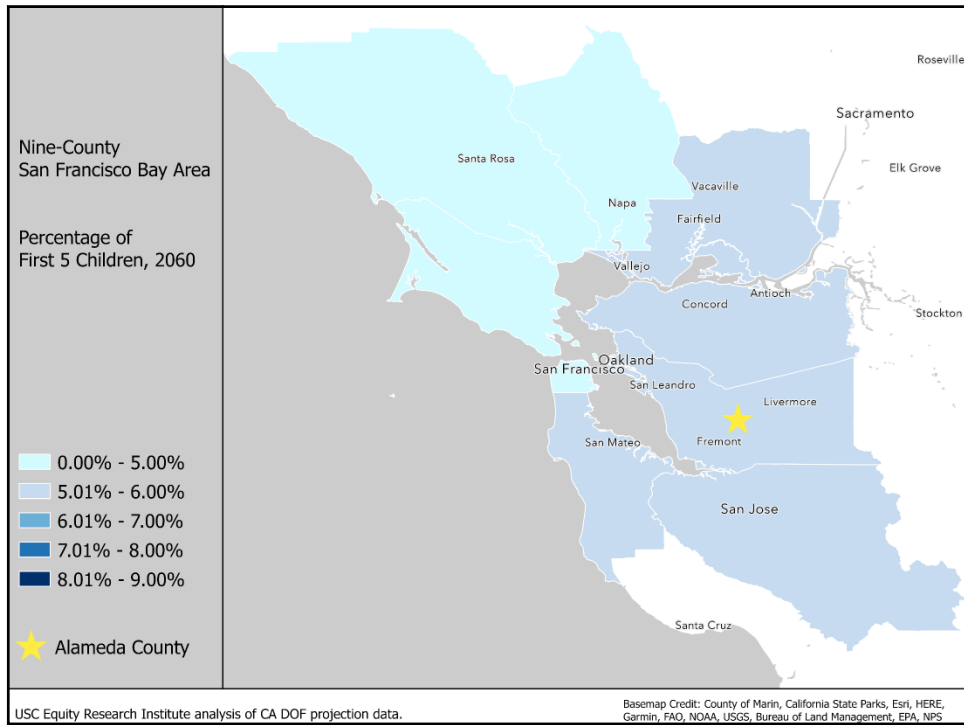 Nine-County
San Francisco Bay Area
Percentage of
First 5 Children, 2060
0.00% - 5.00%
5.01% - 6.00%
6.01% - 7.00%
7.01% - 8.00%
8.01% - 9.00%
Alameda County
Roseville
Sacramento
Santa Rosa
Elk Grove
Vacaville
Napa
Fairfield
Vallejo
Antioch
Concord
Stockton
Oakland
San Francisco
San Leandro
Livermore
San Mateo
Fremont
San Jose
Santa Cruz
USC Equity Research Institute analysis of CA DOF projection data.
Basemap Credit: County of Marin, California State Parks, Esri, HERE,
Garmin, FAO, NOAA, USGS, Bureau of Land Management, EPA, NPS